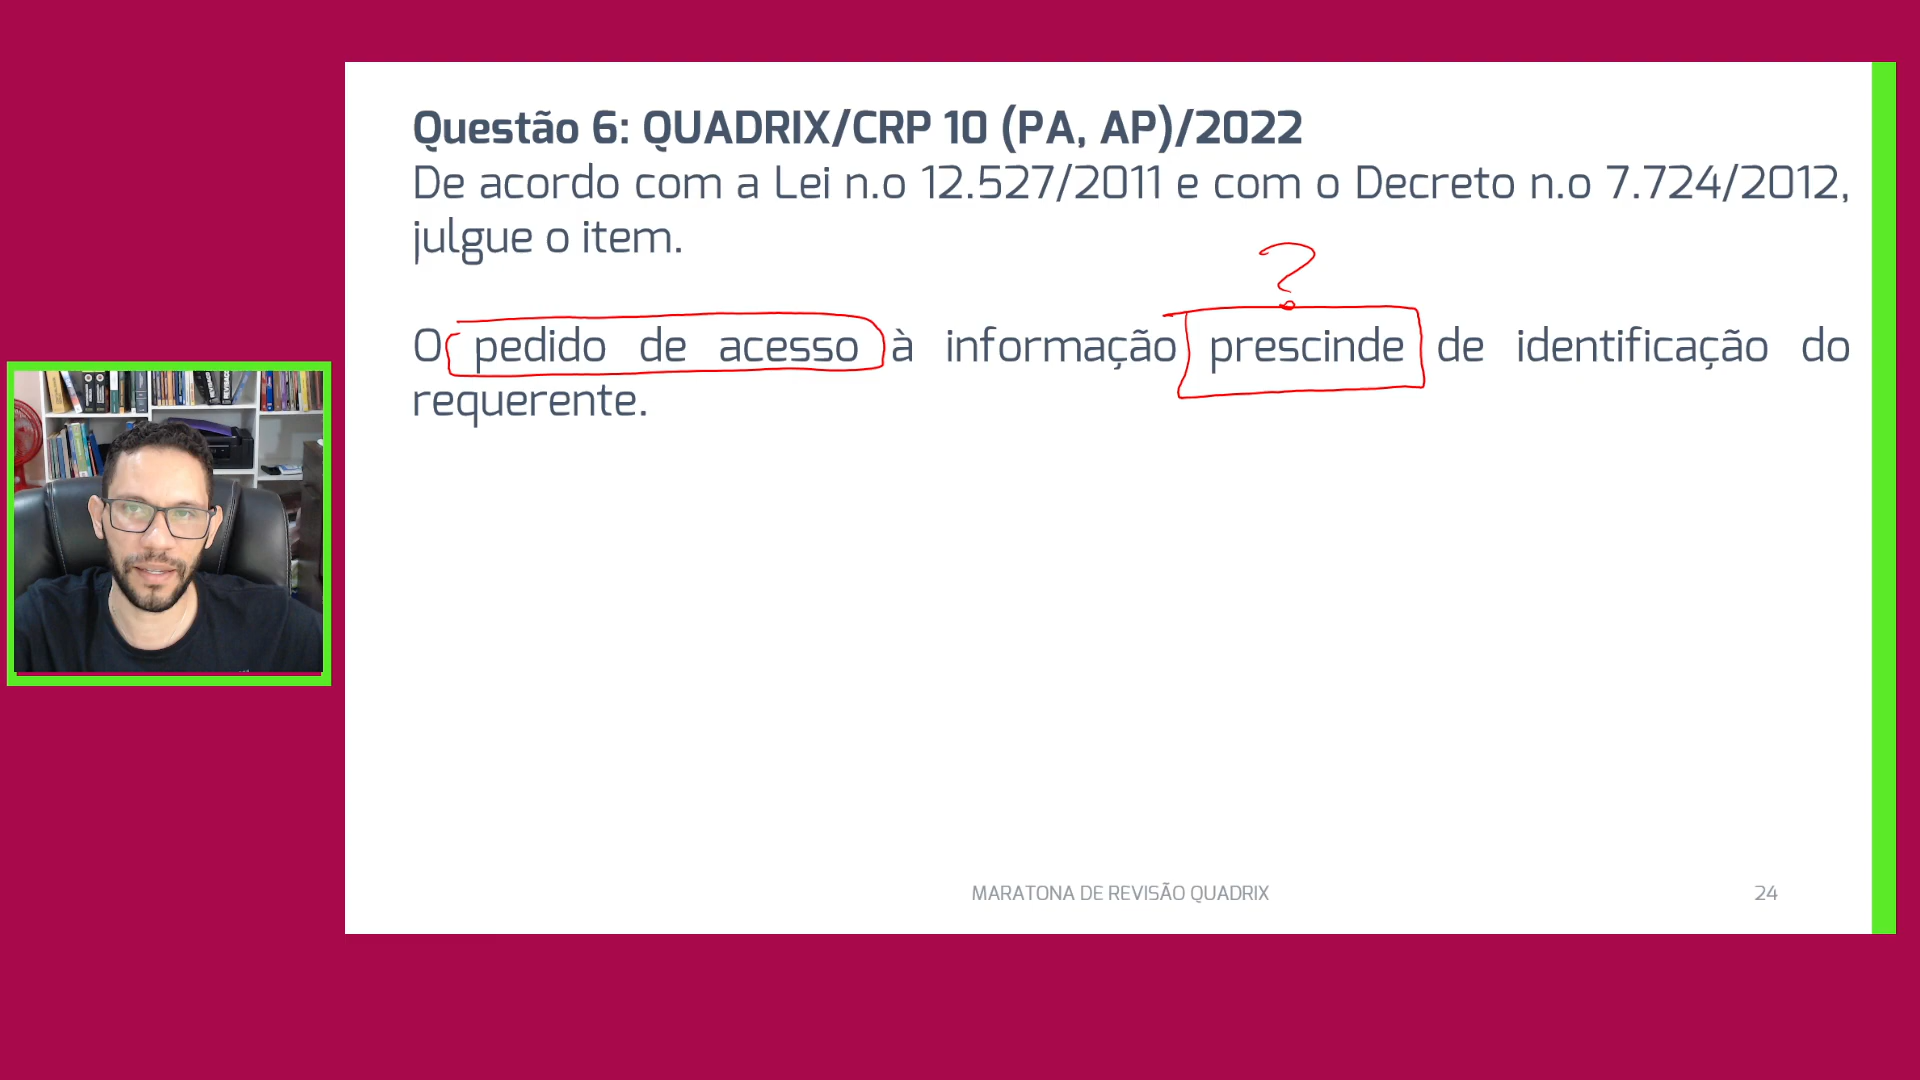 Questão 6: QUADRIX/CRP 10 (PA, AP)/2022
De acordo com a Lei n.o 12.527/2011 e com o Decreto n.o 7.724/2012,
julgue o item.
?
O pedido de acesso à informação prescinde de identificação do
requerente.
MARATONA DE REVISÃO QUADRIX
24